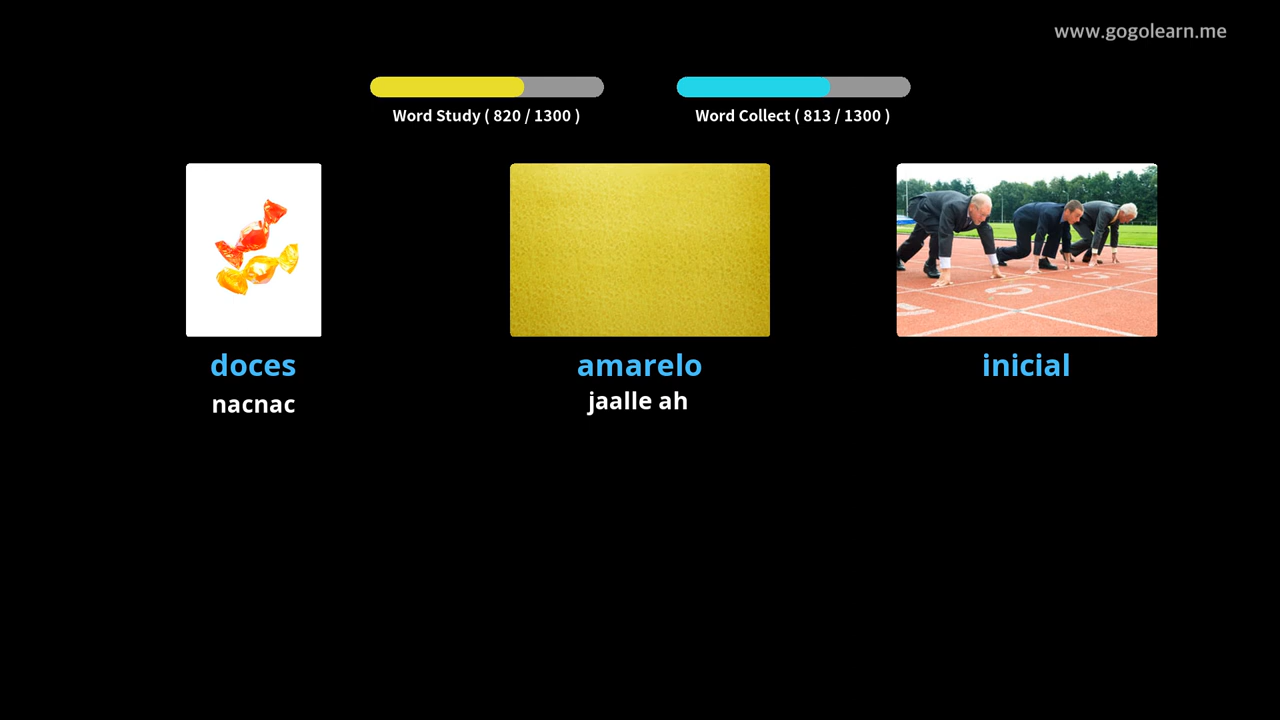 www.gogolearn.me
Word Study ( 820 / 1300 )
Word Collect ( 813 / 1300 )
doces
amarelo
inicial
nacnac
jaalle ah